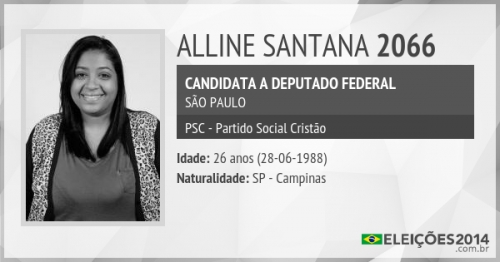 ALLINE SANTANA 2066
CANDIDATA A DEPUTADO FEDERAL
SÃO PAULO
PSC - Partido Social Cristão
Idade: 26 anos (28-06-1988)
Naturalidade: SP - Campinas
ELEIÇÕES2014
.com.br